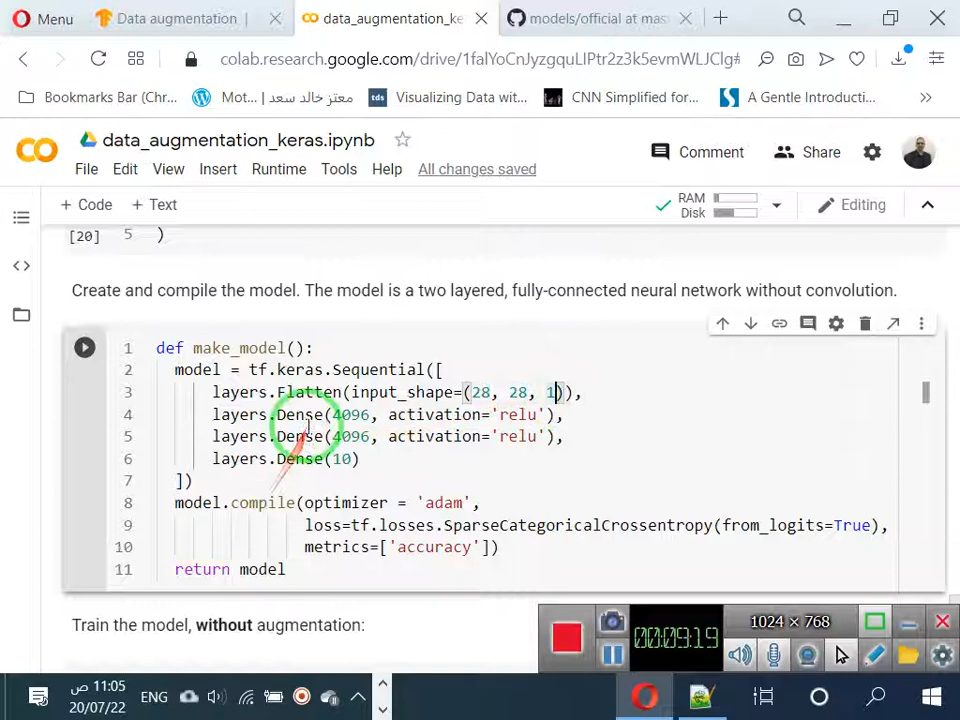 Menu
Data augmentation |
data_augmentation_ke
models/official at mas
colab.research.google.com/drive/1falYoCnJyzgquLlPtr2z3k5evmWLJClg#
Bookmarks Bar (Chr...
Mot... | معتز خالد سعد
tds
Visualizing Data wit...
CNN Simplified for...
A Gentle Introducti...
data_augmentation_keras.ipynb
Comment
Share
File Edit View Insert Runtime Tools Help All changes saved
+ Code + Text
RAM
Disk
Editing
[20] 5 )
Create and compile the model. The model is a two layered, fully-connected neural network without convolution.
1 def make_model():
2 model = tf.keras.Sequential([
3 layers.Flatten(input_shape=(28, 28, 1)),
4 layers.Dense(4096, activation='relu'),
5 layers.Dense(4096, activation='relu'),
6 layers.Dense(10)
7 ])
8 model.compile(optimizer = 'adam',
9 loss=tf.losses.SparseCategoricalCrossentropy(from_logits=True),
10 metrics=['accuracy'])
11 return model
Train the model, without augmentation:
00:09:19
1024 × 768
11:05 ص
20/07/22
ENG